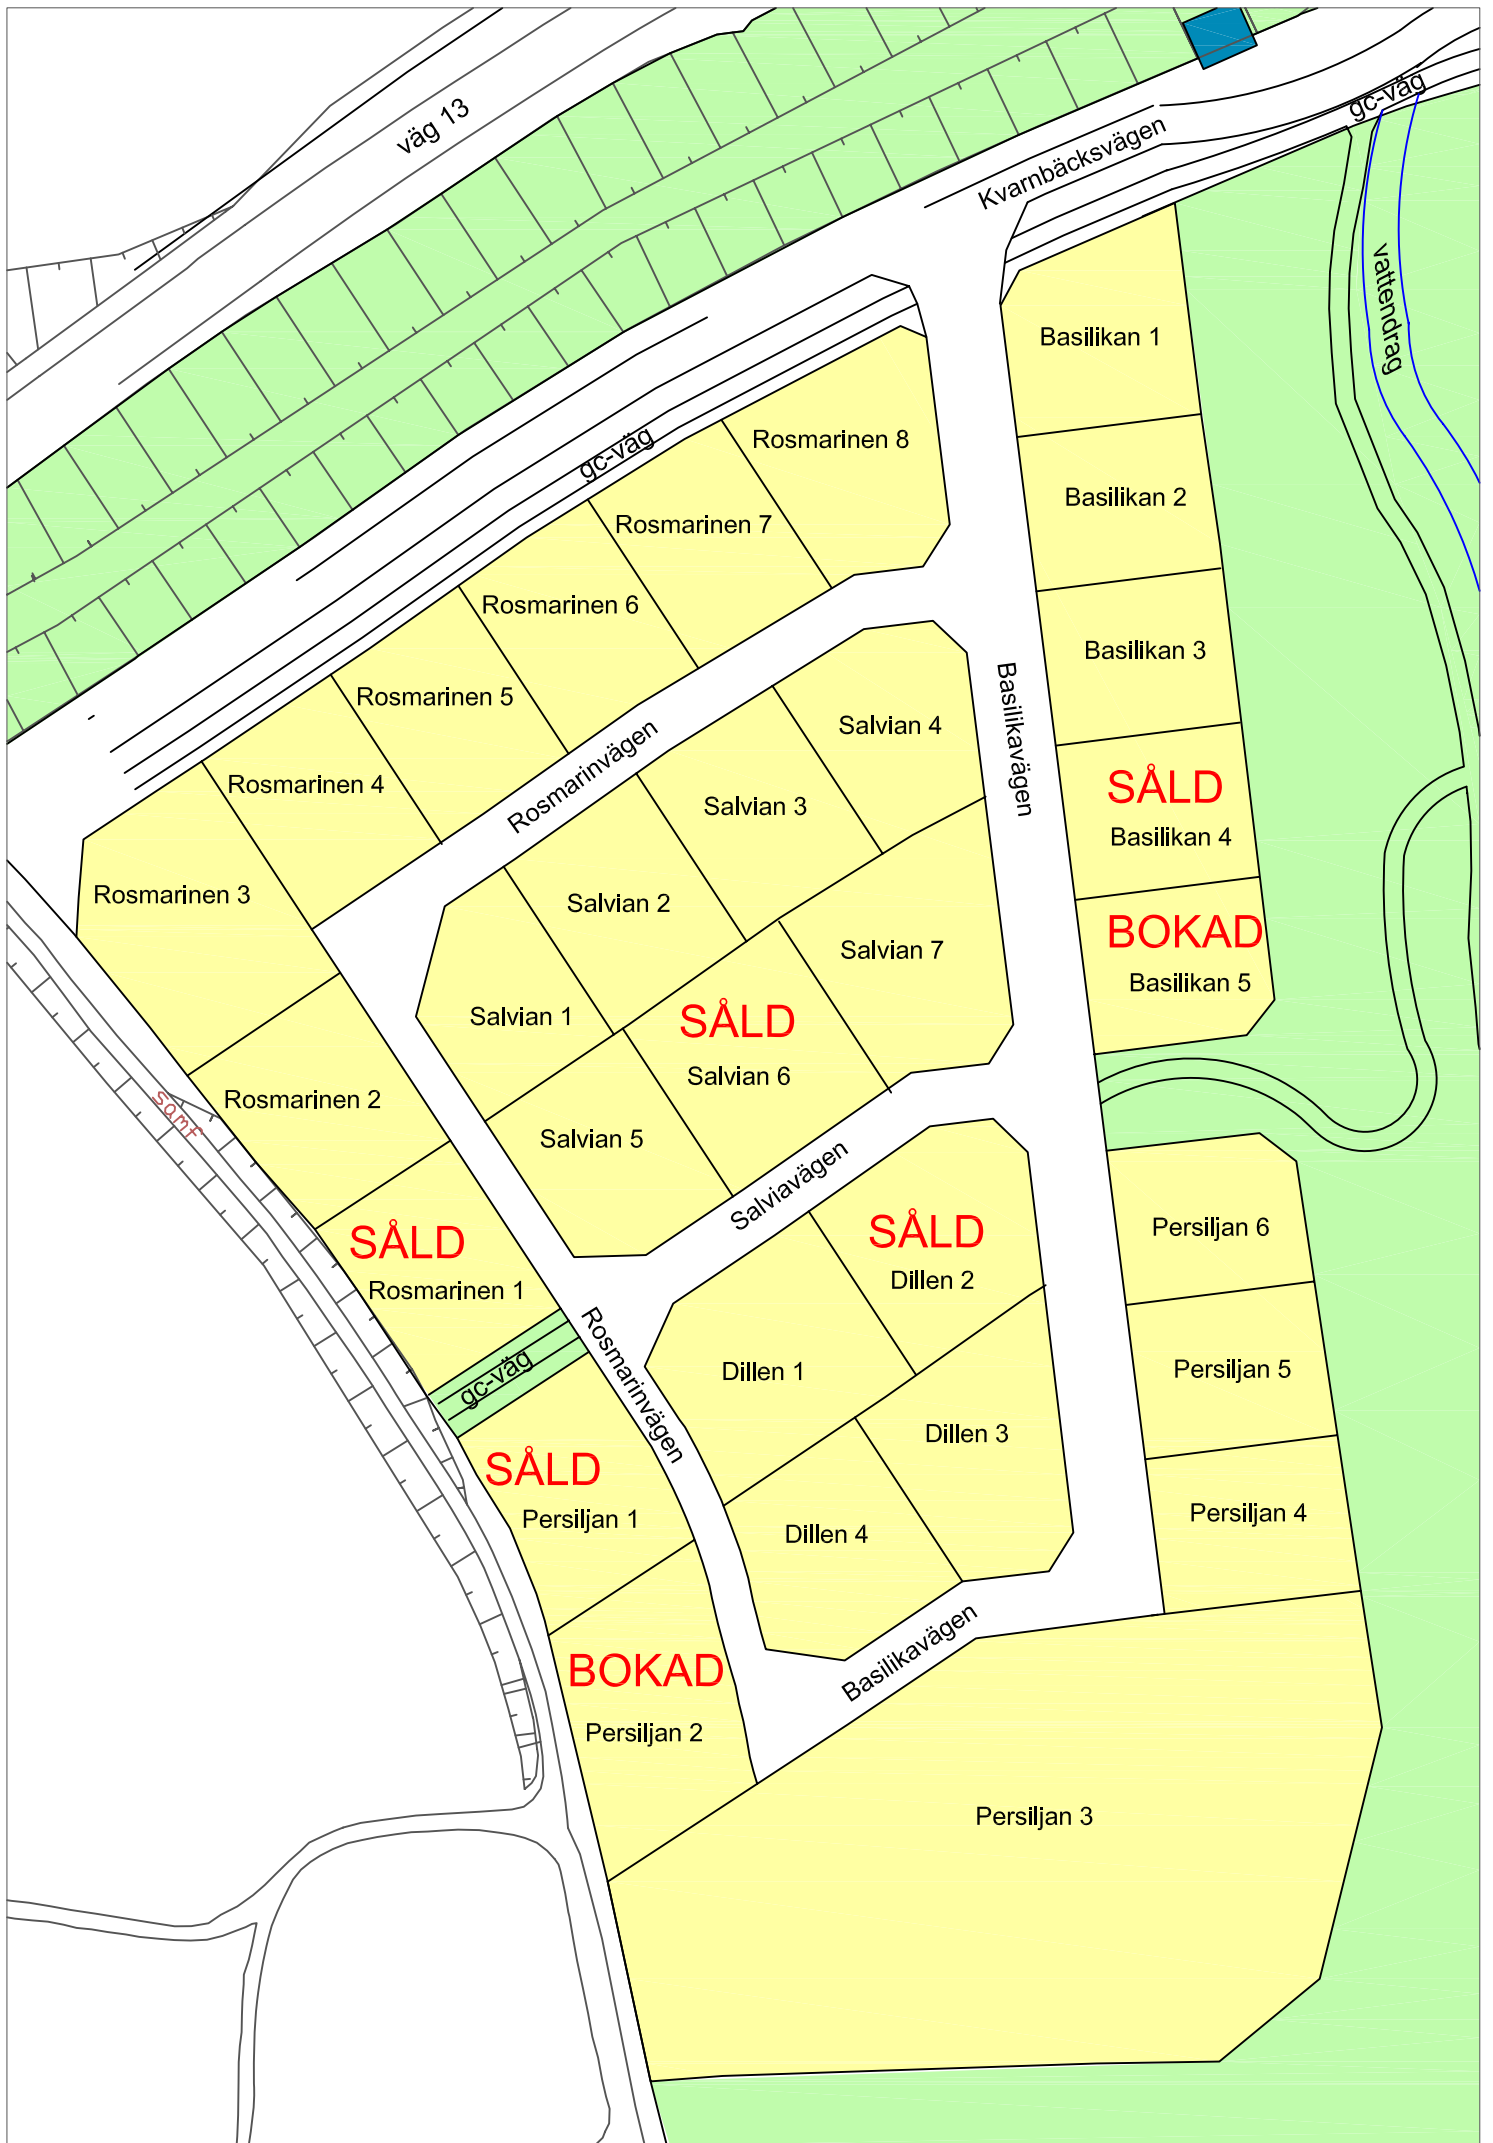 väg 13
gc-väg
Kvarnbäcksvägen
vattendrag
Basilikan 1
gc-väg
Rosmarinen 8
Basilikan 2
Rosmarinen 7
Rosmarinen 6
Basilikan 3
Rosmarinen 5
Basilikavägen
Salvian 4
Rosmarinvägen
Rosmarinen 4
SÅLD
Salvian 3
Basilikan 4
Rosmarinen 3
Salvian 2
BOKAD
Salvian 7
Basilikan 5
Salvian 1
SÅLD
Salvian 6
Rosmarinen 2
samf
Salvian 5
Salviavägen
SÅLD
Persiljan 6
SÅLD
Dillen 2
Rosmarinen 1
Rosmarinvägen
gc-väg
Dillen 1
Persiljan 5
Dillen 3
SÅLD
Persiljan 1
Dillen 4
Persiljan 4
Basilikavägen
BOKAD
Persiljan 2
Persiljan 3